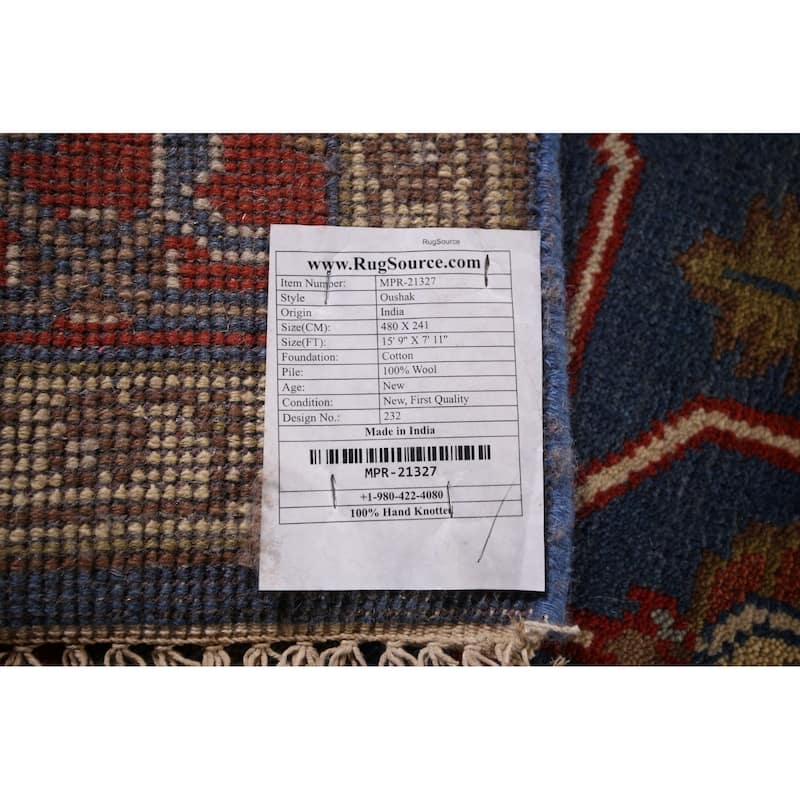 RugSource
www.RugSource.com
Item Number: MPR-21327
Style Oushak
Origin India
Size(CM): 480 X 241
Size(FT): 15' 9" X 7' 11"
Foundation: Cotton
Pile: 100% Wool
Age: New
Condition: New, First Quality
Design No.: 232
Made in India
MPR-21327
+1-980-422-4080
100% Hand Knotted